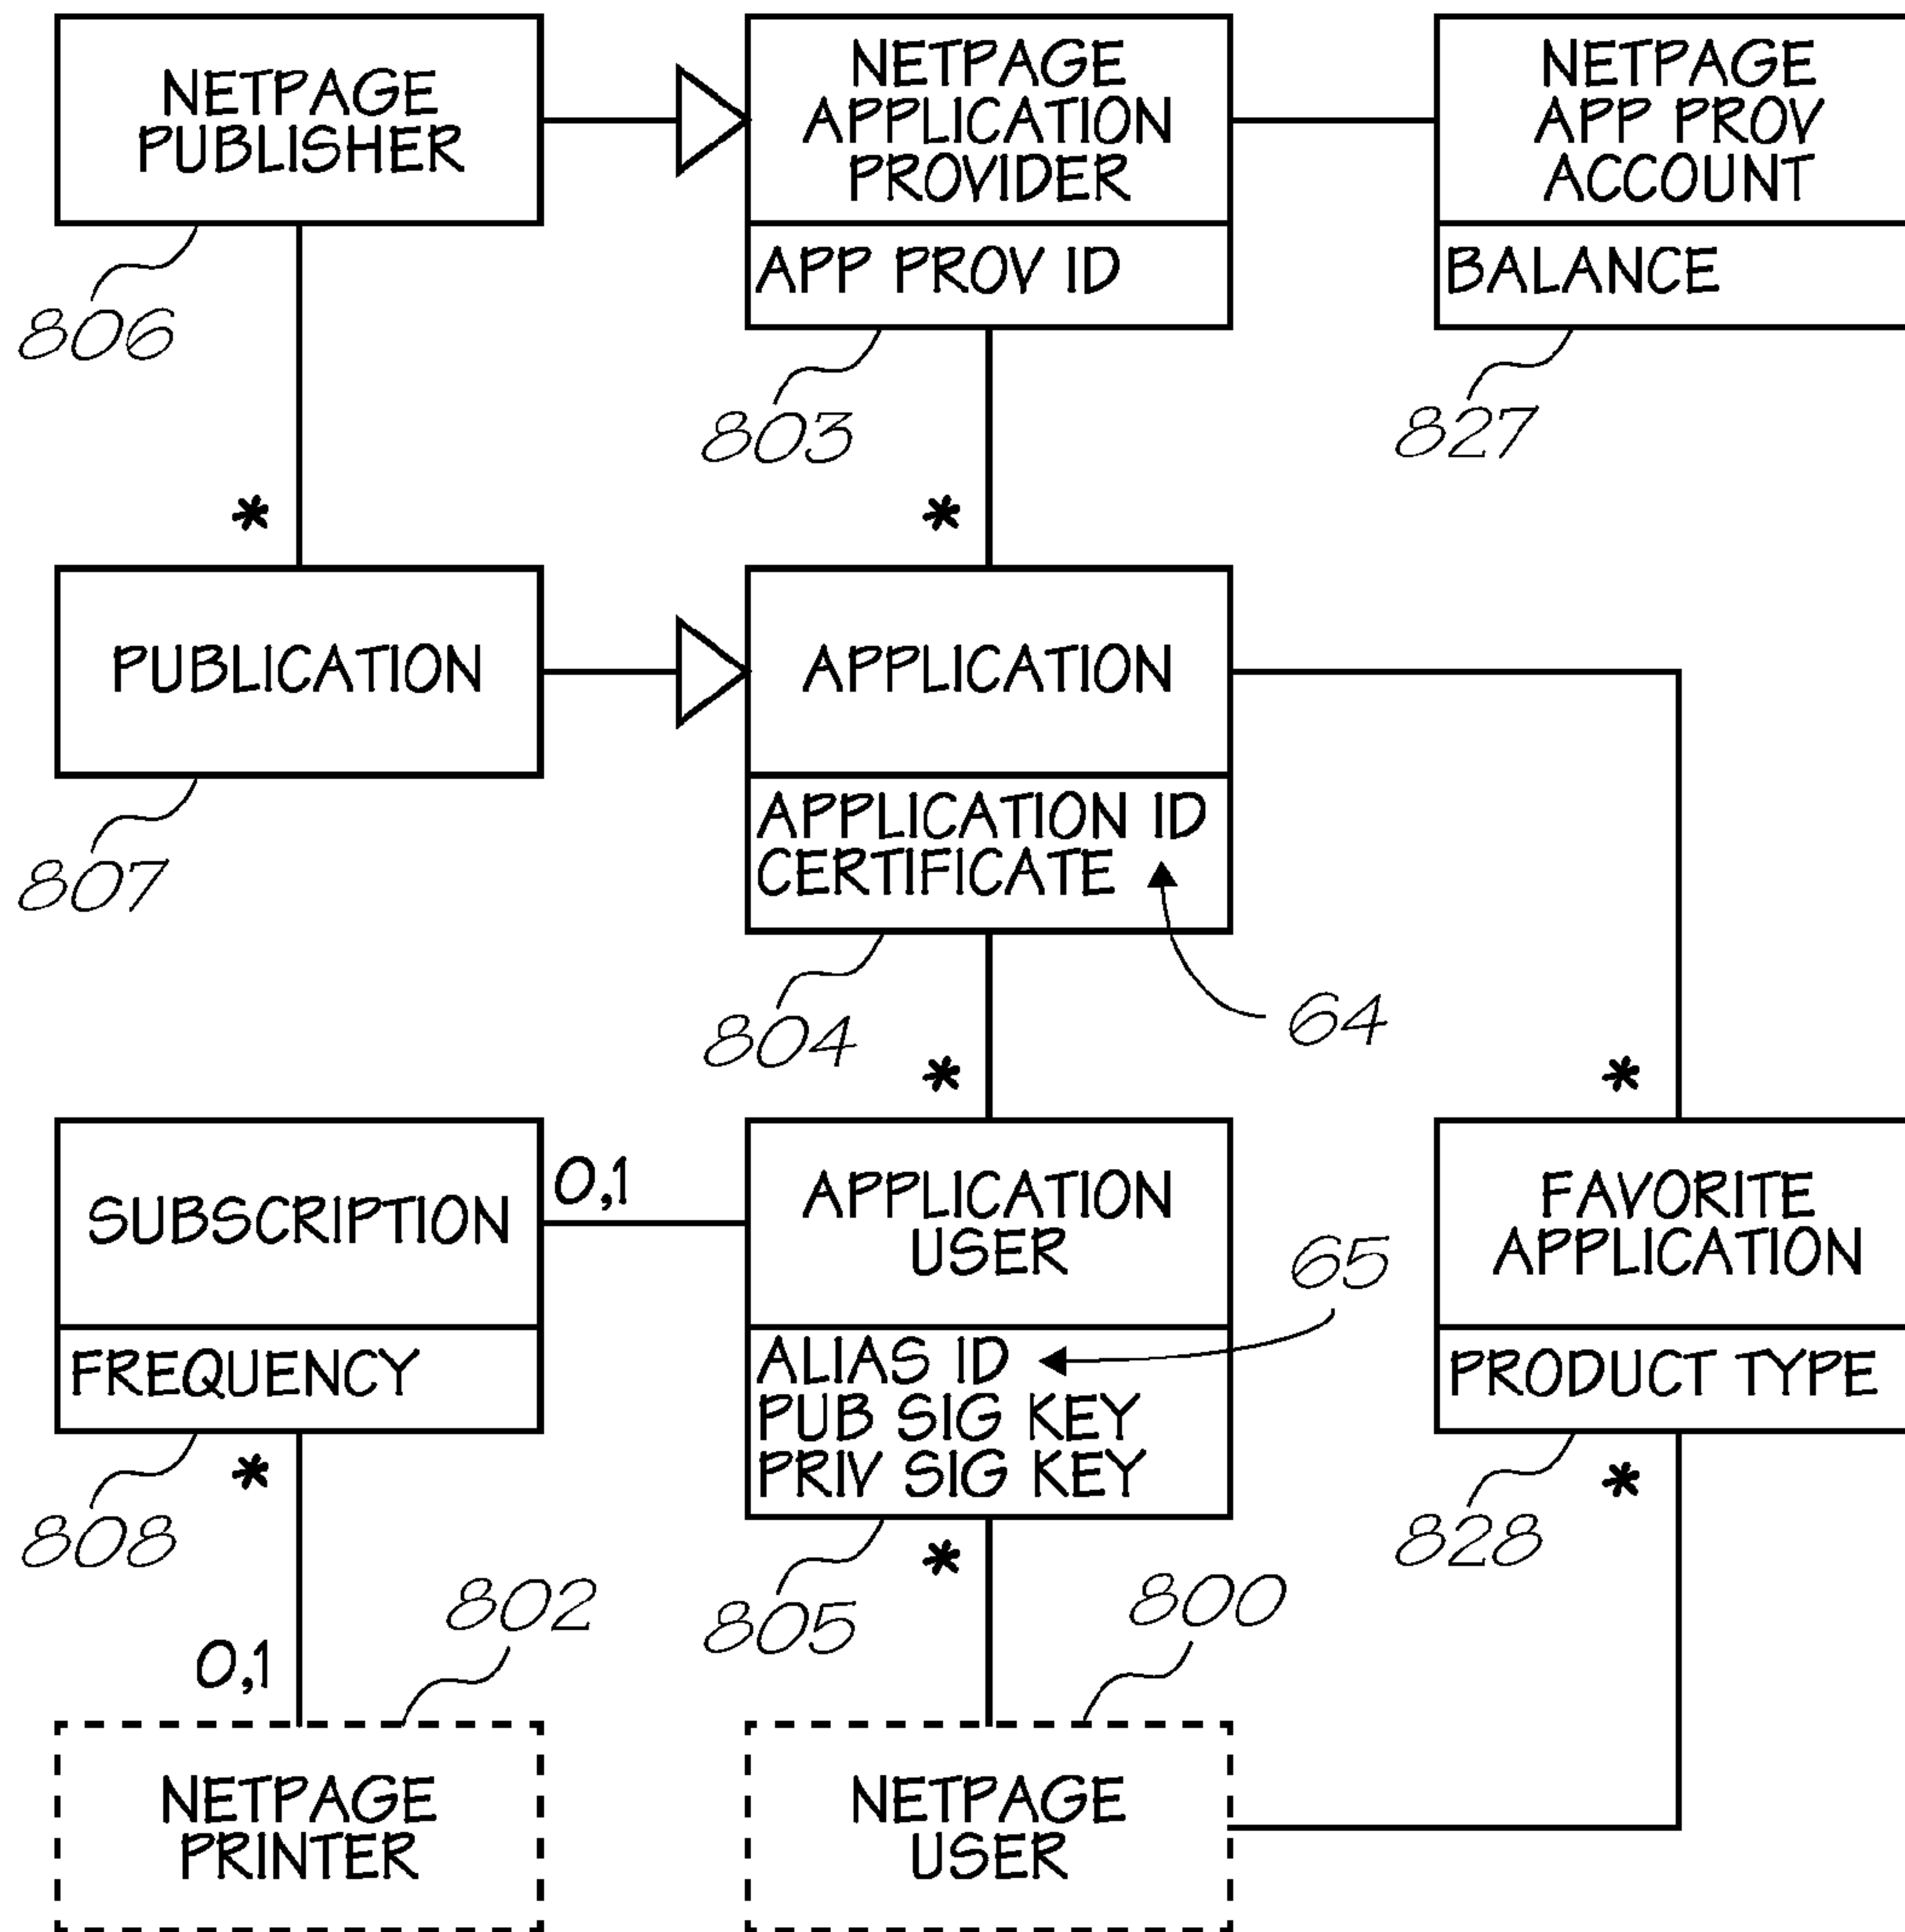 NETPAGE
PUBLISHER
806
NETPAGE
APPLICATION
PROVIDER
APP PROV ID
803
NETPAGE
APP PROV
ACCOUNT
BALANCE
827
*
*
PUBLICATION
807
APPLICATION
APPLICATION ID
CERTIFICATE
804
64
*
*
SUBSCRIPTION
FREQUENCY
808
0,1
APPLICATION
USER
ALIAS ID
PUB SIG KEY
PRIV SIG KEY
805
65
FAVORITE
APPLICATION
PRODUCT TYPE
828
*
*
*
0,1
802
800
NETPAGE
PRINTER
NETPAGE
USER